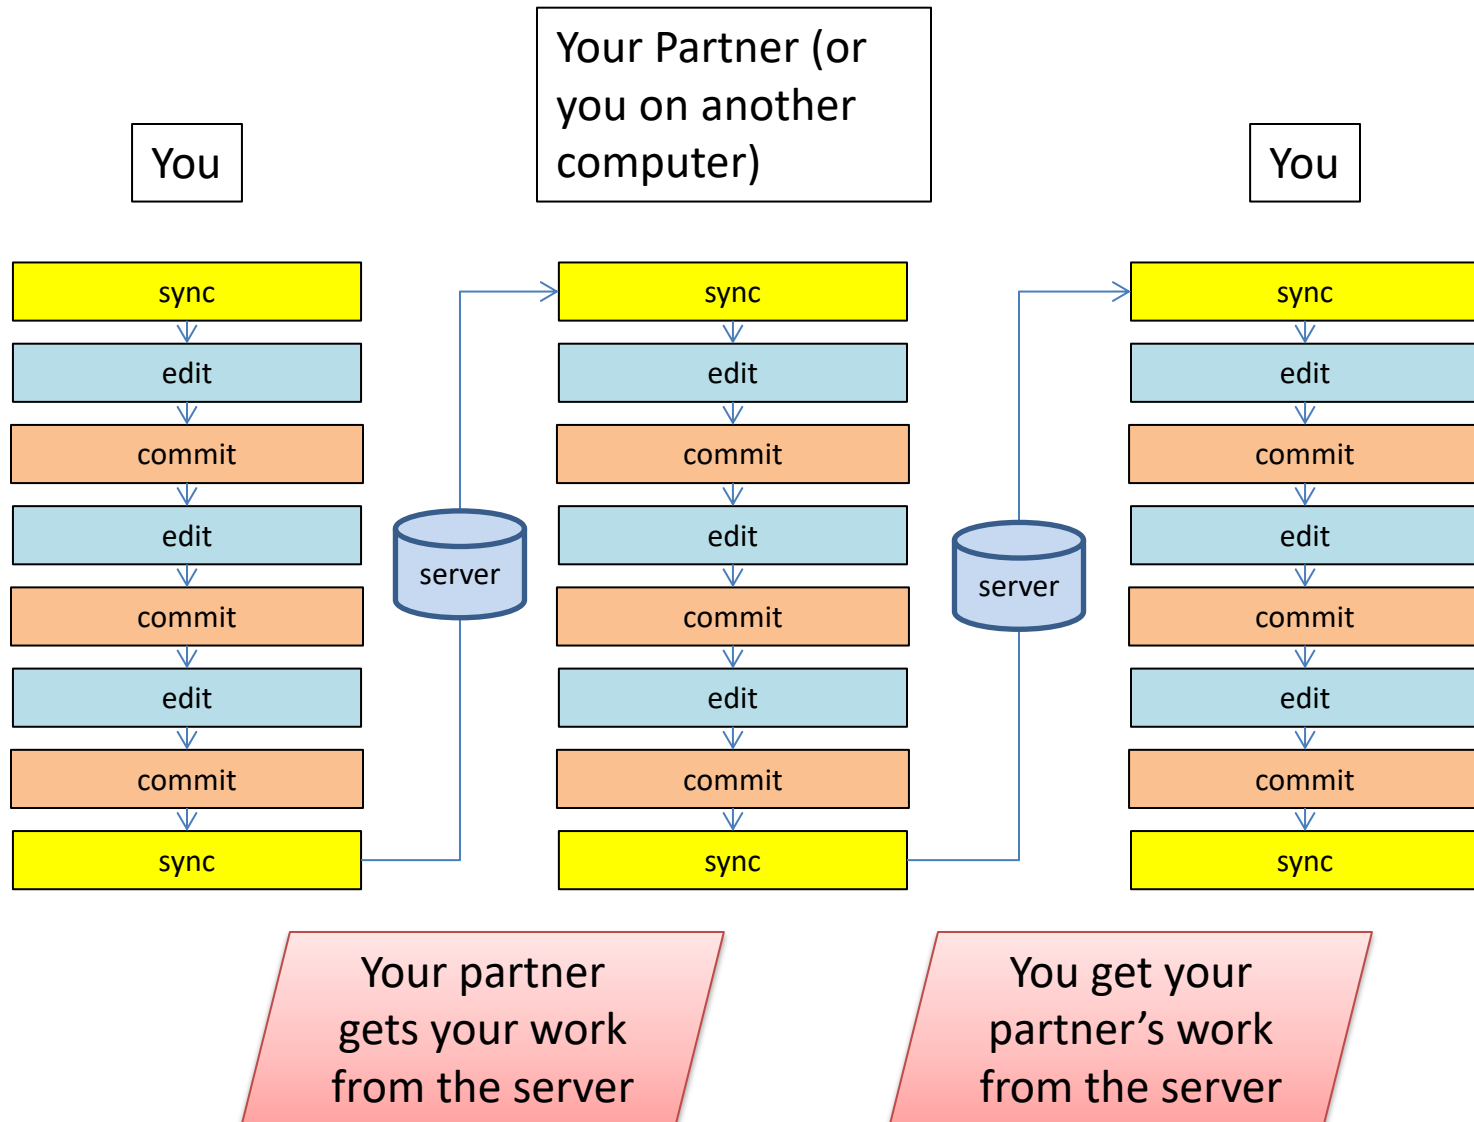 You
Your Partner (or
you on another
computer)
You
sync
edit
commit
edit
commit
edit
commit
sync
server
sync
edit
commit
edit
commit
edit
commit
sync
server
sync
edit
commit
edit
commit
edit
commit
sync
Your partner
gets your work
from the server
You get your
partner’s work
from the server